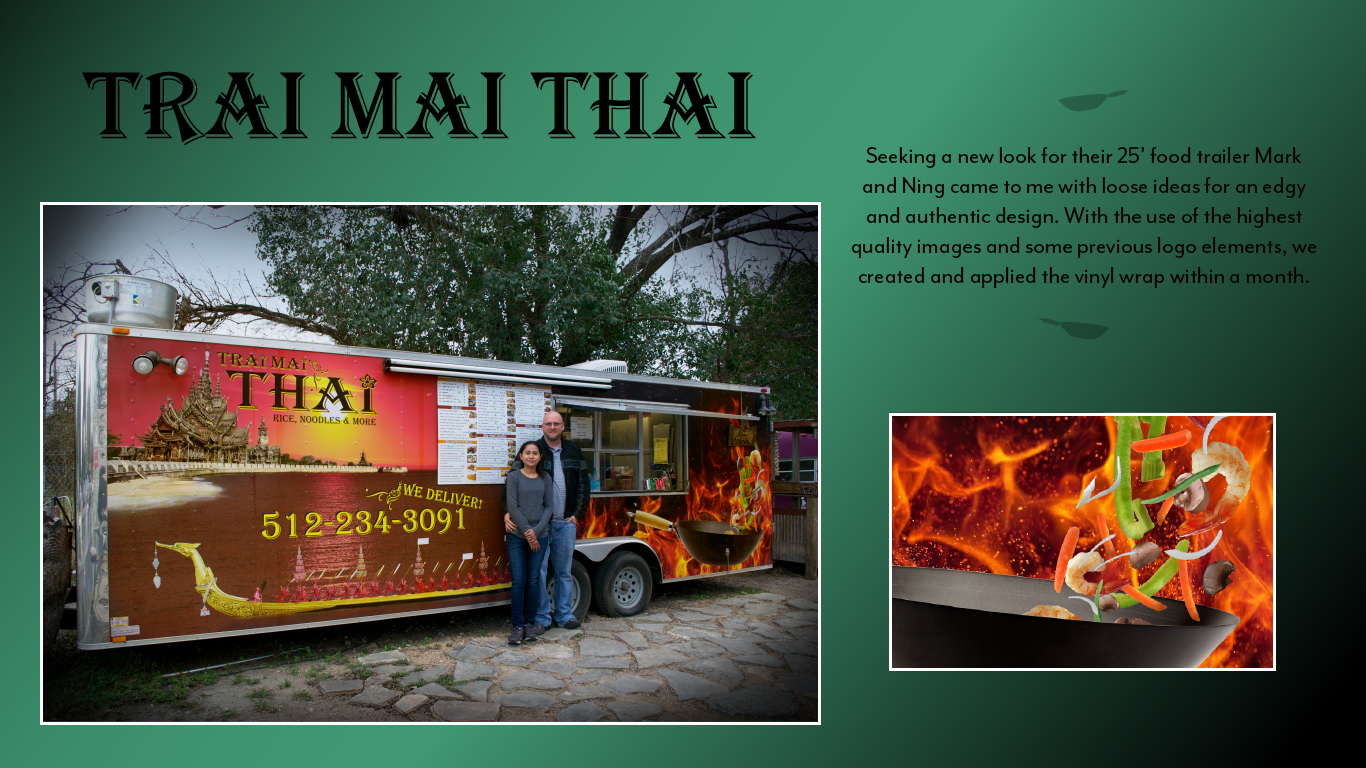 TRAI MAI THAI
Seeking a new look for their 25’ food trailer Mark
and Ning came to me with loose ideas for an edgy
and authentic design. With the use of the highest
quality images and some previous logo elements, we
created and applied the vinyl wrap within a month.
TRAI MAI
THAI
RICE, NOODLES & MORE
WE DELIVER!
512-234-3091